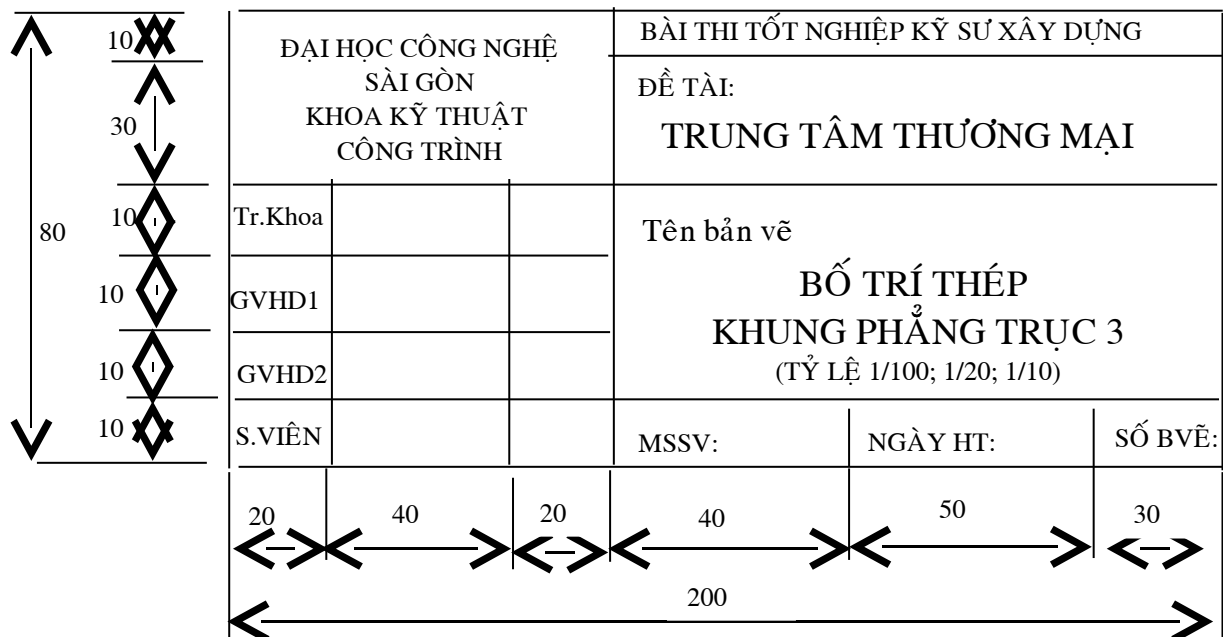 10
ĐẠI HỌC CÔNG NGHỆ
SÀI GÒN
KHOA KỸ THUẬT
CÔNG TRÌNH
BÀI THI TỐT NGHIỆP KỸ SƯ XÂY DỰNG
ĐỀ TÀI:
TRUNG TÂM THƯƠNG MẠI
30
80
10
Tr.Khoa
Tên bản vẽ
BỐ TRÍ THÉP
KHUNG PHẲNG TRỤC 3
(TỶ LỆ 1/100; 1/20; 1/10)
10
GVHD1
10
GVHD2
10
S.VIÊN
MSSV:
NGÀY HT:
SỐ BVẼ:
20
40
20
40
50
30
200